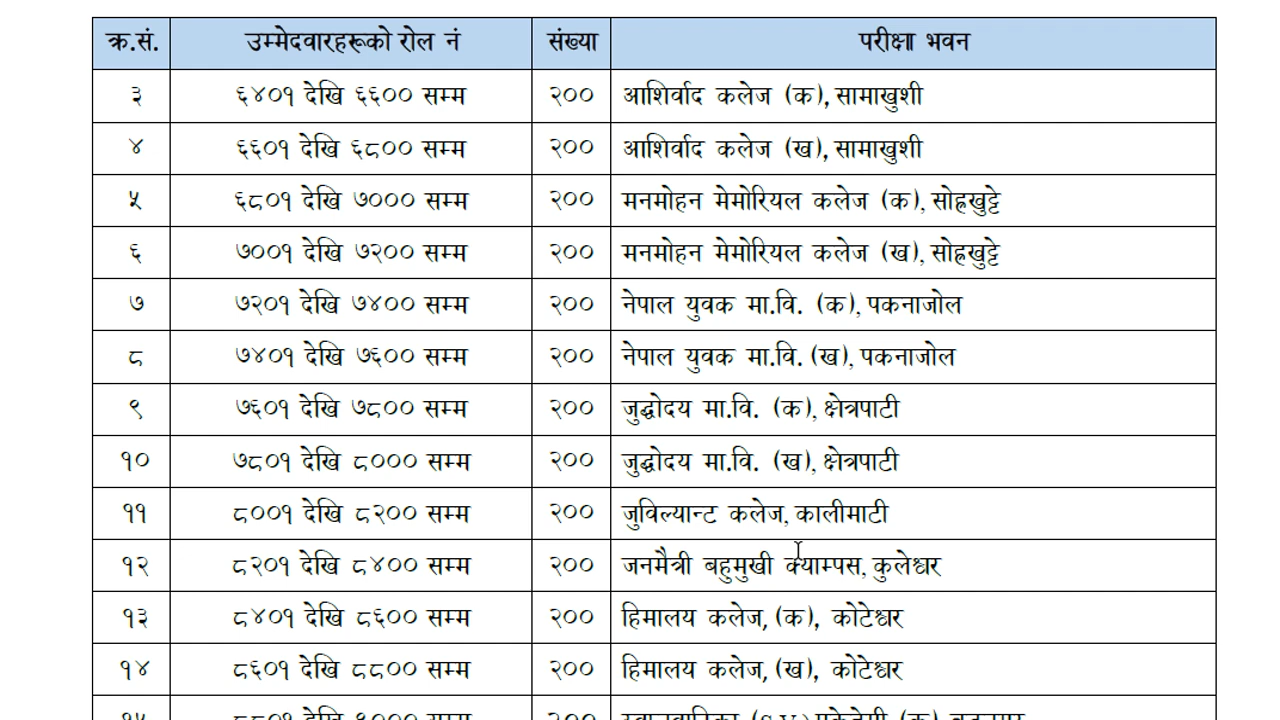 क्र.सं. उम्मेदवारहरूको रोल नं संख्या परीक्षा भवन
३ ६४०१ देखि ६६०० सम्म २०० आशिर्वाद कलेज (क), सामाखुशी
४ ६६०१ देखि ६८०० सम्म २०० आशिर्वाद कलेज (ख), सामाखुशी
५ ६८०१ देखि ७००० सम्म २०० मनमोहन मेमोरियल कलेज (क), सोह्रखुट्टे
६ ७००१ देखि ७२०० सम्म २०० मनमोहन मेमोरियल कलेज (ख), सोह्रखुट्टे
७ ७२०१ देखि ७४०० सम्म २०० नेपाल युवक मा.वि. (क), पकनाजोल
८ ७४०१ देखि ७६०० सम्म २०० नेपाल युवक मा.वि. (ख), पकनाजोल
९ ७६०१ देखि ७८०० सम्म २०० जुद्धोदय मा.वि. (क), क्षेत्रपाटी
१० ७८०१ देखि ८००० सम्म २०० जुद्धोदय मा.वि. (ख), क्षेत्रपाटी
११ ८००१ देखि ८२०० सम्म २०० जुविल्यान्ट कलेज, कालीमाटी
१२ ८२०१ देखि ८४०० सम्म २०० जनमैत्री बहुमुखी क्याम्पस, कुलेश्वर
१३ ८४०१ देखि ८६०० सम्म २०० हिमालय कलेज, (क), कोटेश्वर
१४ ८६०१ देखि ८८०० सम्म २०० हिमालय कलेज, (ख), कोटेश्वर
१५ ८८०१ देखि ९००० सम्म २०० (क)